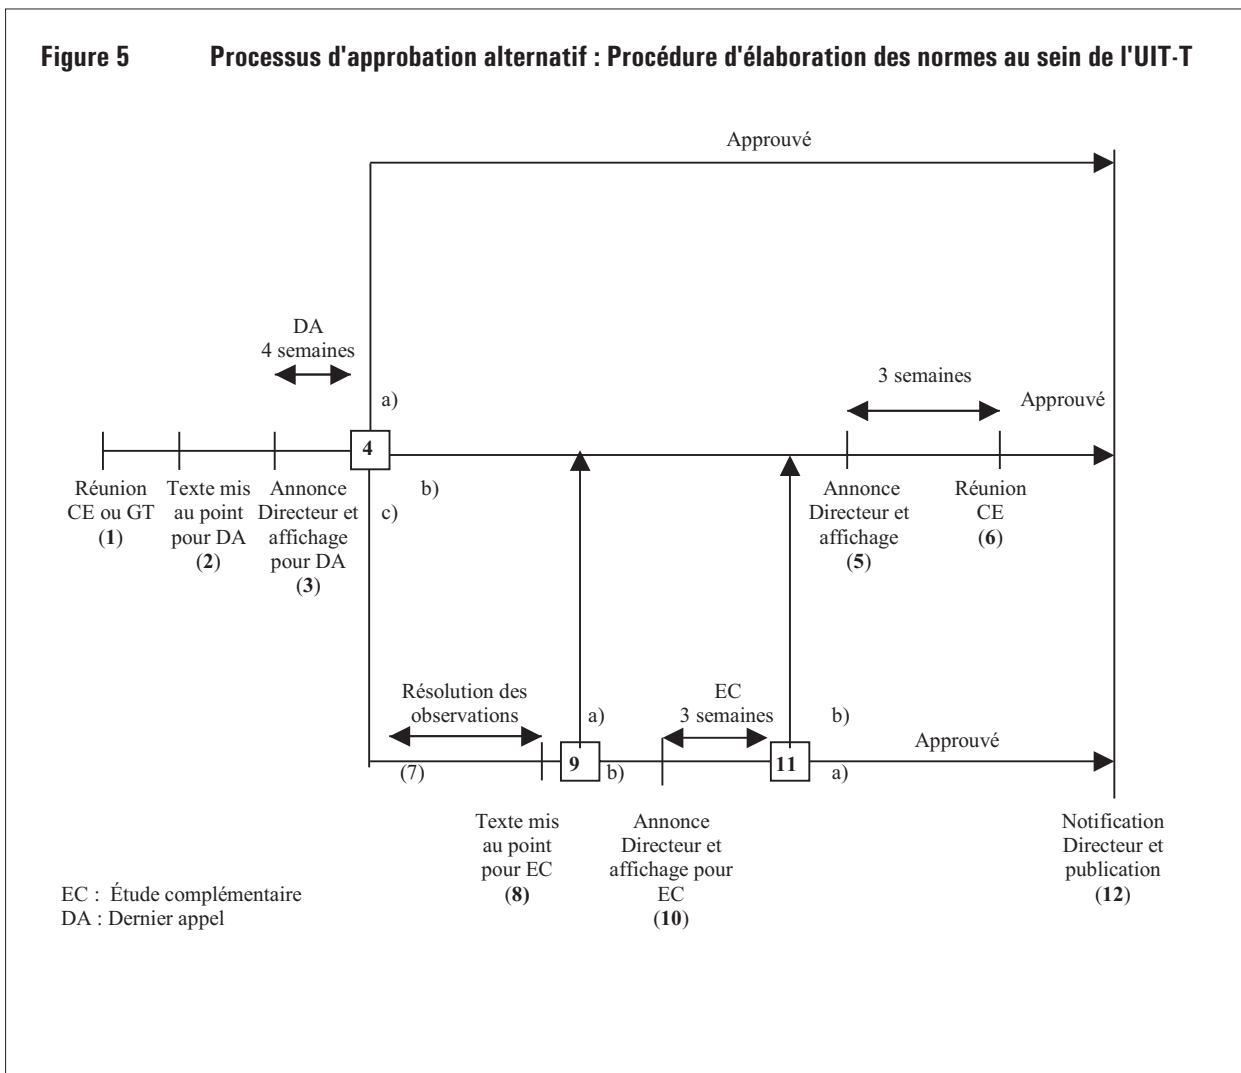 Figure 5 Processus d'approbation alternatif : Procédure d'élaboration des normes au sein de l'UIT-T
Approuvé
DA
4 semaines
a)
4
b)
c)
3 semaines
Approuvé
Réunion
CE ou GT
(1)
Texte mis
au point
pour DA
(2)
Annonce
Directeur et
affichage
pour DA
(3)
Annonce
Directeur et
affichage
(5)
Réunion
CE
(6)
Résolution des
observations
(7)
a)
9
b)
EC
3 semaines
b)
11
a)
Approuvé
Texte mis
au point
pour EC
(8)
Annonce
Directeur et
affichage pour
EC
(10)
Notification
Directeur et
publication
(12)
EC : Étude complémentaire
DA : Dernier appel